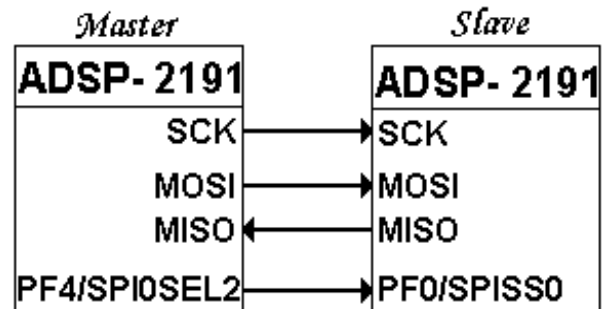 Master
Slave
ADSP- 2191
ADSP- 2191
SCK
SCK
MOSI
MOSI
MISO
MISO
PF4/SPI0SEL2
PF0/SPISS0